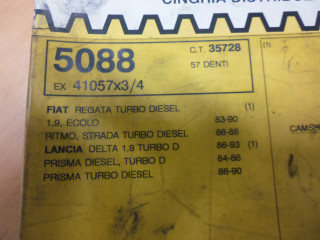 CINGHIA DISTRIBUZ
5088 C.T. 35728 (1)
57 DENTI
EX 41057x3/4
FIAT REGATA TURBO DIESEL (1)
1.9, ECOLO 83-90
RITMO, STRADA TURBO DIESEL 86-88
LANCIA DELTA 1.9 TURBO D 86-93 (1)
PRISMA DIESEL, TURBO D 84-86
PRISMA TURBO DIESEL 86-90
CAMSH